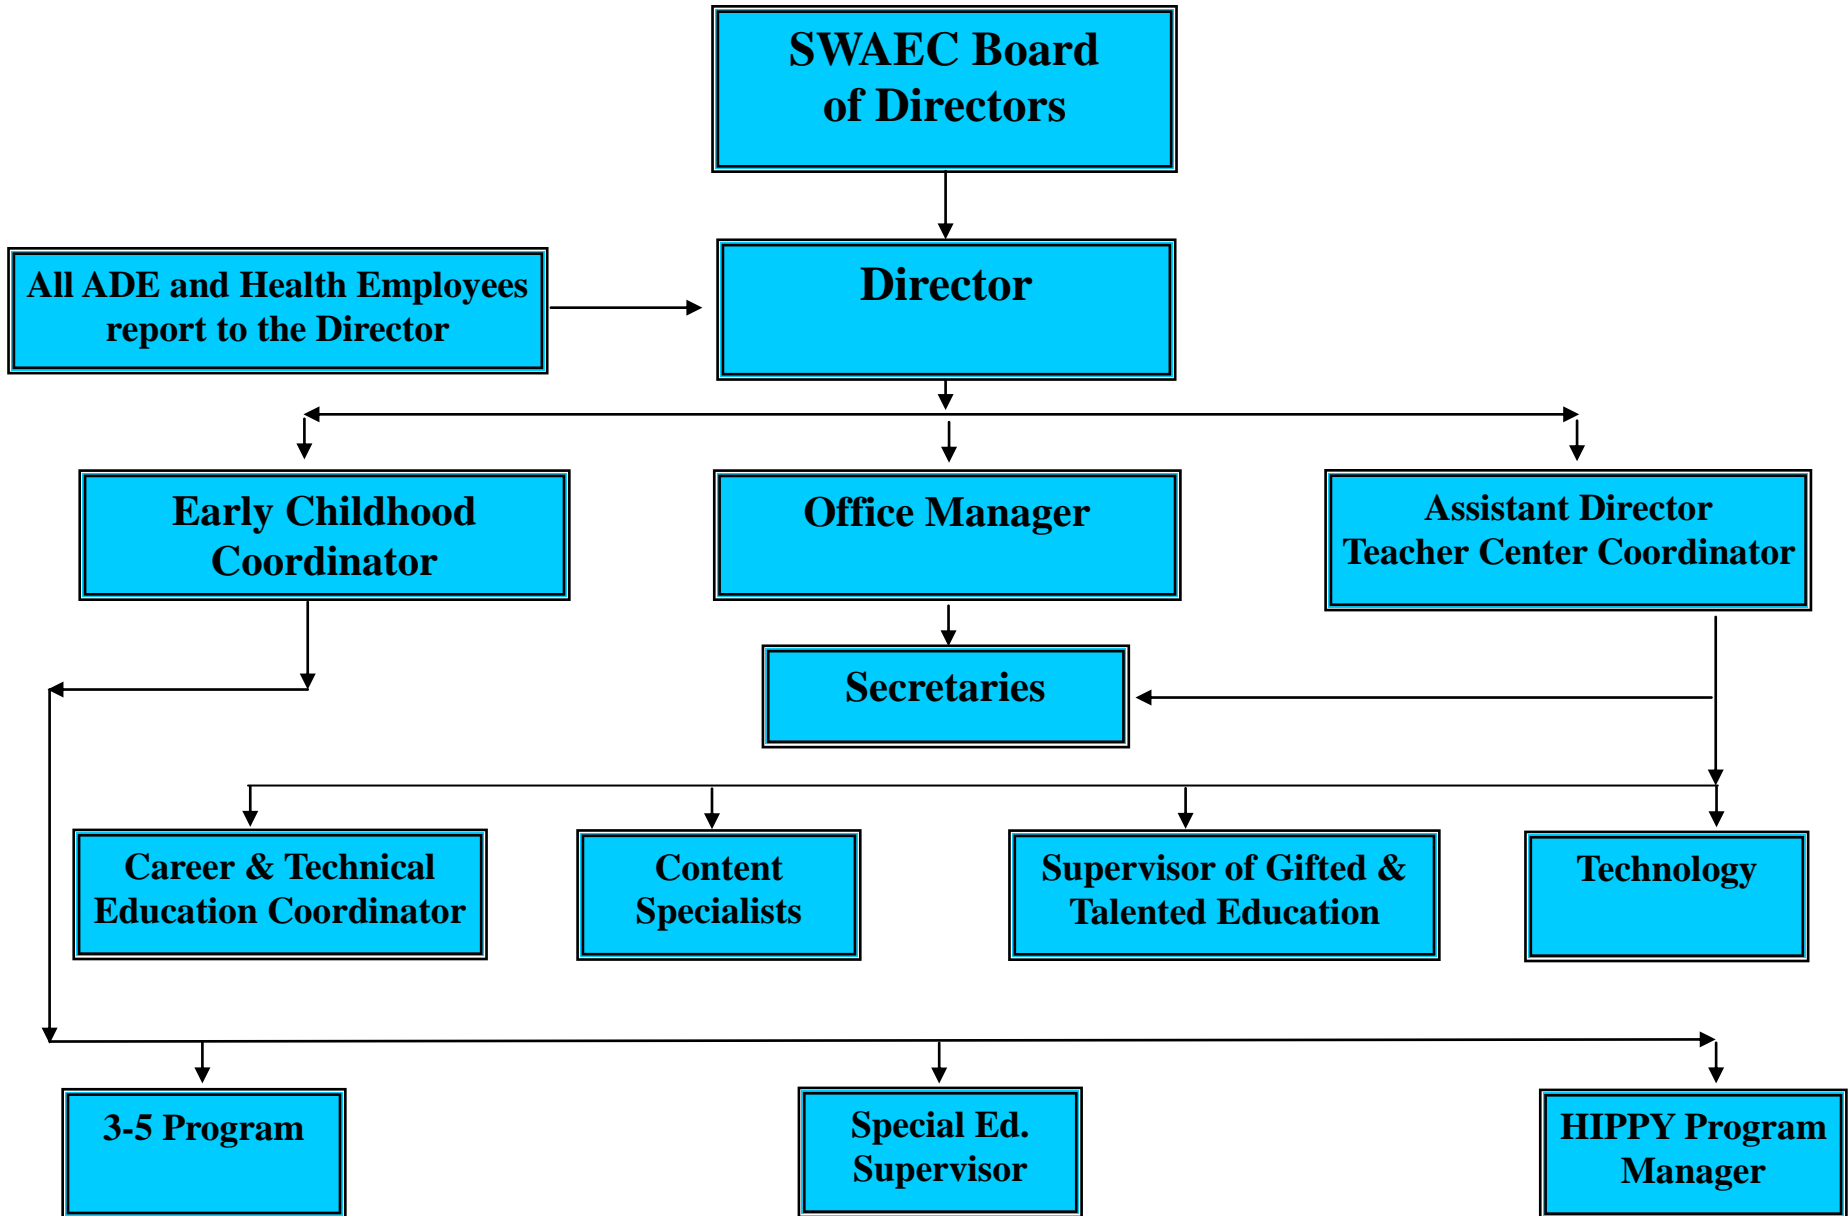 SWAEC Board
of Directors
All ADE and Health Employees
report to the Director
Director
Early Childhood
Coordinator
Office Manager
Assistant Director
Teacher Center Coordinator
Secretaries
Career & Technical
Education Coordinator
Content
Specialists
Supervisor of Gifted &
Talented Education
Technology
3-5 Program
Special Ed.
Supervisor
HIPPY Program
Manager